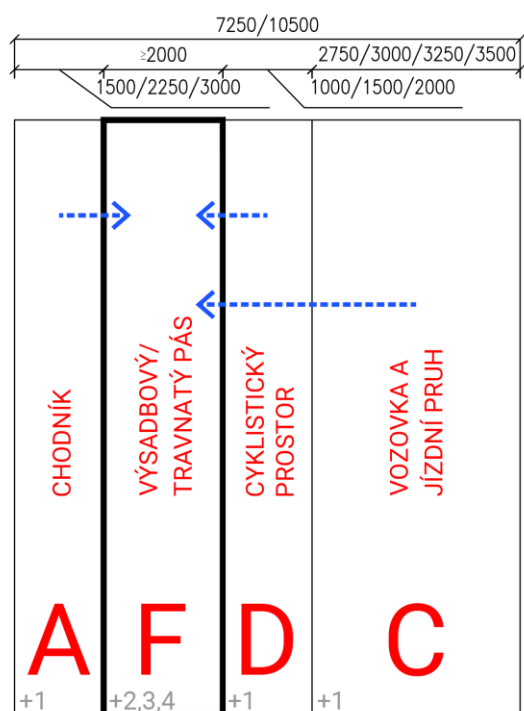 7250/10500
≥2000
2750/3000/3250/3500
1500/2250/3000
1000/1500/2000
CHODNÍK
VÝSADBOVÝ/
TRAVNATÝ PÁS
CYKLISTICKÝ
PROSTOR
VOZOVKA A
JÍZDNÍ PRUH
A
F
D
C
+1
+2,3,4
+1
+1